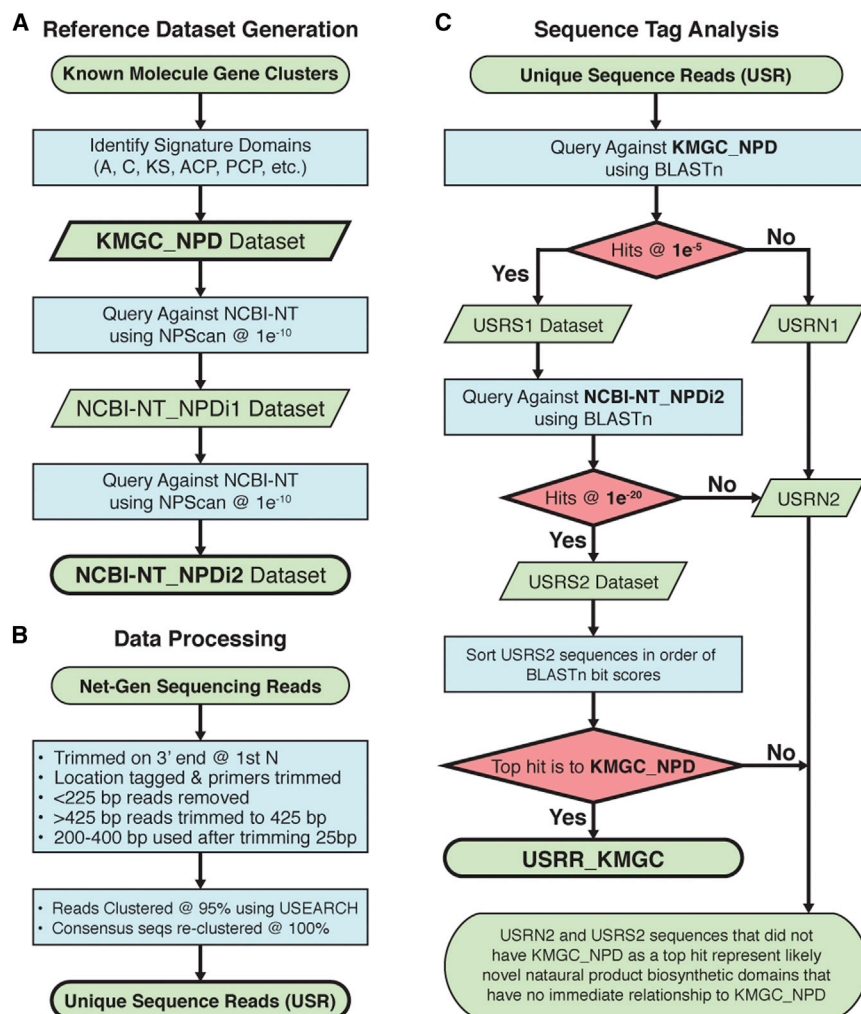 A
Reference Dataset Generation
Known Molecule Gene Clusters
Identify Signature Domains
(A, C, KS, ACP, PCP, etc.)
KMGC_NPD Dataset
Query Against NCBI-NT
using NPScan @ 1e-10
NCBI-NT_NPDi1 Dataset
Query Against NCBI-NT
using NPScan @ 1e-10
NCBI-NT_NPDi2 Dataset
B
Data Processing
Net-Gen Sequencing Reads
• Trimmed on 3' end @ 1st N
• Location tagged & primers trimmed
• <225 bp reads removed
• >425 bp reads trimmed to 425 bp
• 200-400 bp used after trimming 25bp
• Reads Clustered @ 95% using USEARCH
• Consensus seqs re-clustered @ 100%
Unique Sequence Reads (USR)
C
Sequence Tag Analysis
Unique Sequence Reads (USR)
Query Against KMGC_NPD
using BLASTn
Hits @ 1e-5
No
Yes
USRS1 Dataset
USRN1
Query Against NCBI-NT_NPDi2
using BLASTn
Hits @ 1e-20
No
USRN2
Yes
USRS2 Dataset
Sort USRS2 sequences in order of
BLASTn bit scores
Top hit is to KMGC_NPD
No
Yes
USRR_KMGC
USRN2 and USRS2 sequences that did not
have KMGC_NPD as a top hit represent likely
novel nataural product biosynthetic domains that
have no immediate relationship to KMGC_NPD